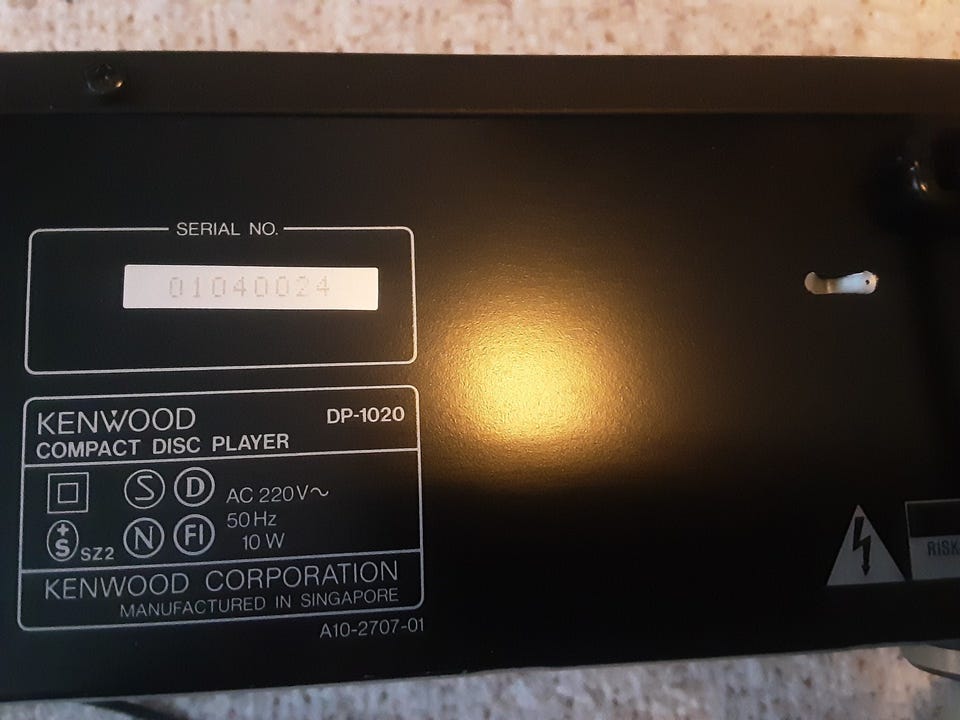 SERIAL NO.
01040024
KENWOOD DP-1020
COMPACT DISC PLAYER
S D AC 220V~
50Hz
+S SZ2 N FI 10W
KENWOOD CORPORATION
MANUFACTURED IN SINGAPORE
A10-2707-01
RISK